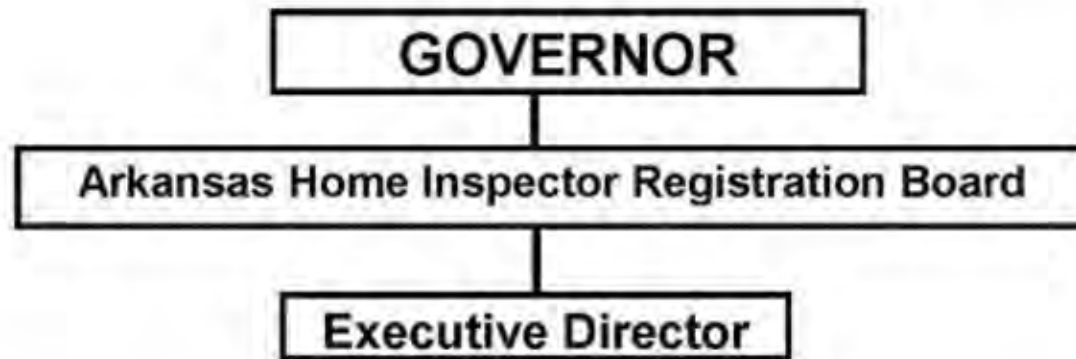 GOVERNOR
Arkansas Home Inspector Registration Board
Executive Director